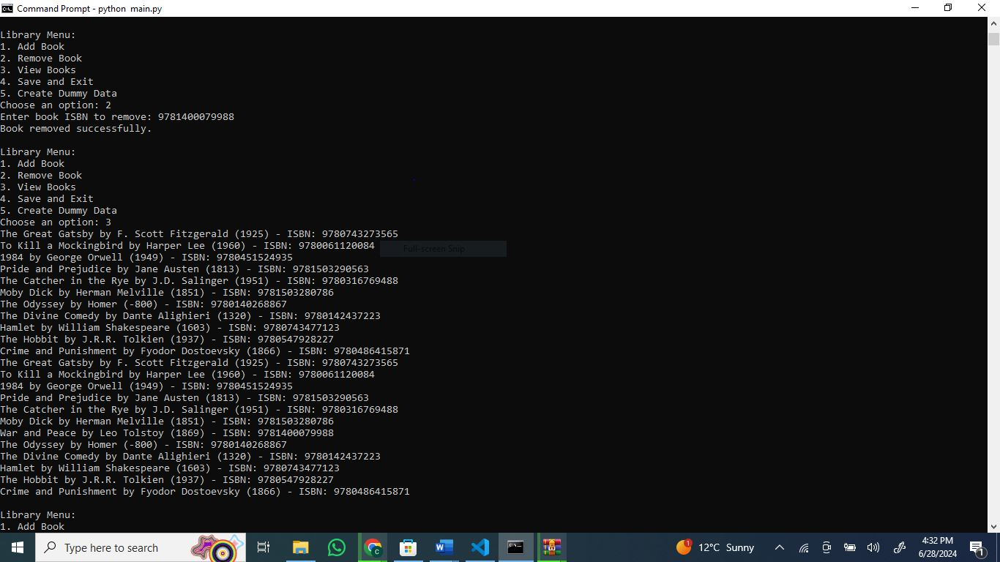 Command Prompt - python  main.py
Library Menu:
1. Add Book
2. Remove Book
3. View Books
4. Save and Exit
5. Create Dummy Data
Choose an option: 2
Enter book ISBN to remove: 9781400079988
Book removed successfully.
Library Menu:
1. Add Book
2. Remove Book
3. View Books
4. Save and Exit
5. Create Dummy Data
Choose an option: 3
The Great Gatsby by F. Scott Fitzgerald (1925) - ISBN: 9780743273565
To Kill a Mockingbird by Harper Lee (1960) - ISBN: 9780061120084
Full-screen Snip
1984 by George Orwell (1949) - ISBN: 9780451524935
Pride and Prejudice by Jane Austen (1813) - ISBN: 9781503290563
The Catcher in the Rye by J.D. Salinger (1951) - ISBN: 9780316769488
Moby Dick by Herman Melville (1851) - ISBN: 9781503280786
The Odyssey by Homer (-800) - ISBN: 9780140268867
The Divine Comedy by Dante Alighieri (1320) - ISBN: 9780142437223
Hamlet by William Shakespeare (1603) - ISBN: 9780743477123
The Hobbit by J.R.R. Tolkien (1937) - ISBN: 9780547928227
Crime and Punishment by Fyodor Dostoevsky (1866) - ISBN: 9780486415871
The Great Gatsby by F. Scott Fitzgerald (1925) - ISBN: 9780743273565
To Kill a Mockingbird by Harper Lee (1960) - ISBN: 9780061120084
1984 by George Orwell (1949) - ISBN: 9780451524935
Pride and Prejudice by Jane Austen (1813) - ISBN: 9781503290563
The Catcher in the Rye by J.D. Salinger (1951) - ISBN: 9780316769488
Moby Dick by Herman Melville (1851) - ISBN: 9781503280786
War and Peace by Leo Tolstoy (1869) - ISBN: 9781400079988
The Odyssey by Homer (-800) - ISBN: 9780140268867
The Divine Comedy by Dante Alighieri (1320) - ISBN: 9780142437223
Hamlet by William Shakespeare (1603) - ISBN: 9780743477123
The Hobbit by J.R.R. Tolkien (1937) - ISBN: 9780547928227
Crime and Punishment by Fyodor Dostoevsky (1866) - ISBN: 9780486415871
Library Menu:
1. Add Book
Type here to search
1
12°C Sunny
4:32 PM
6/28/2024
1